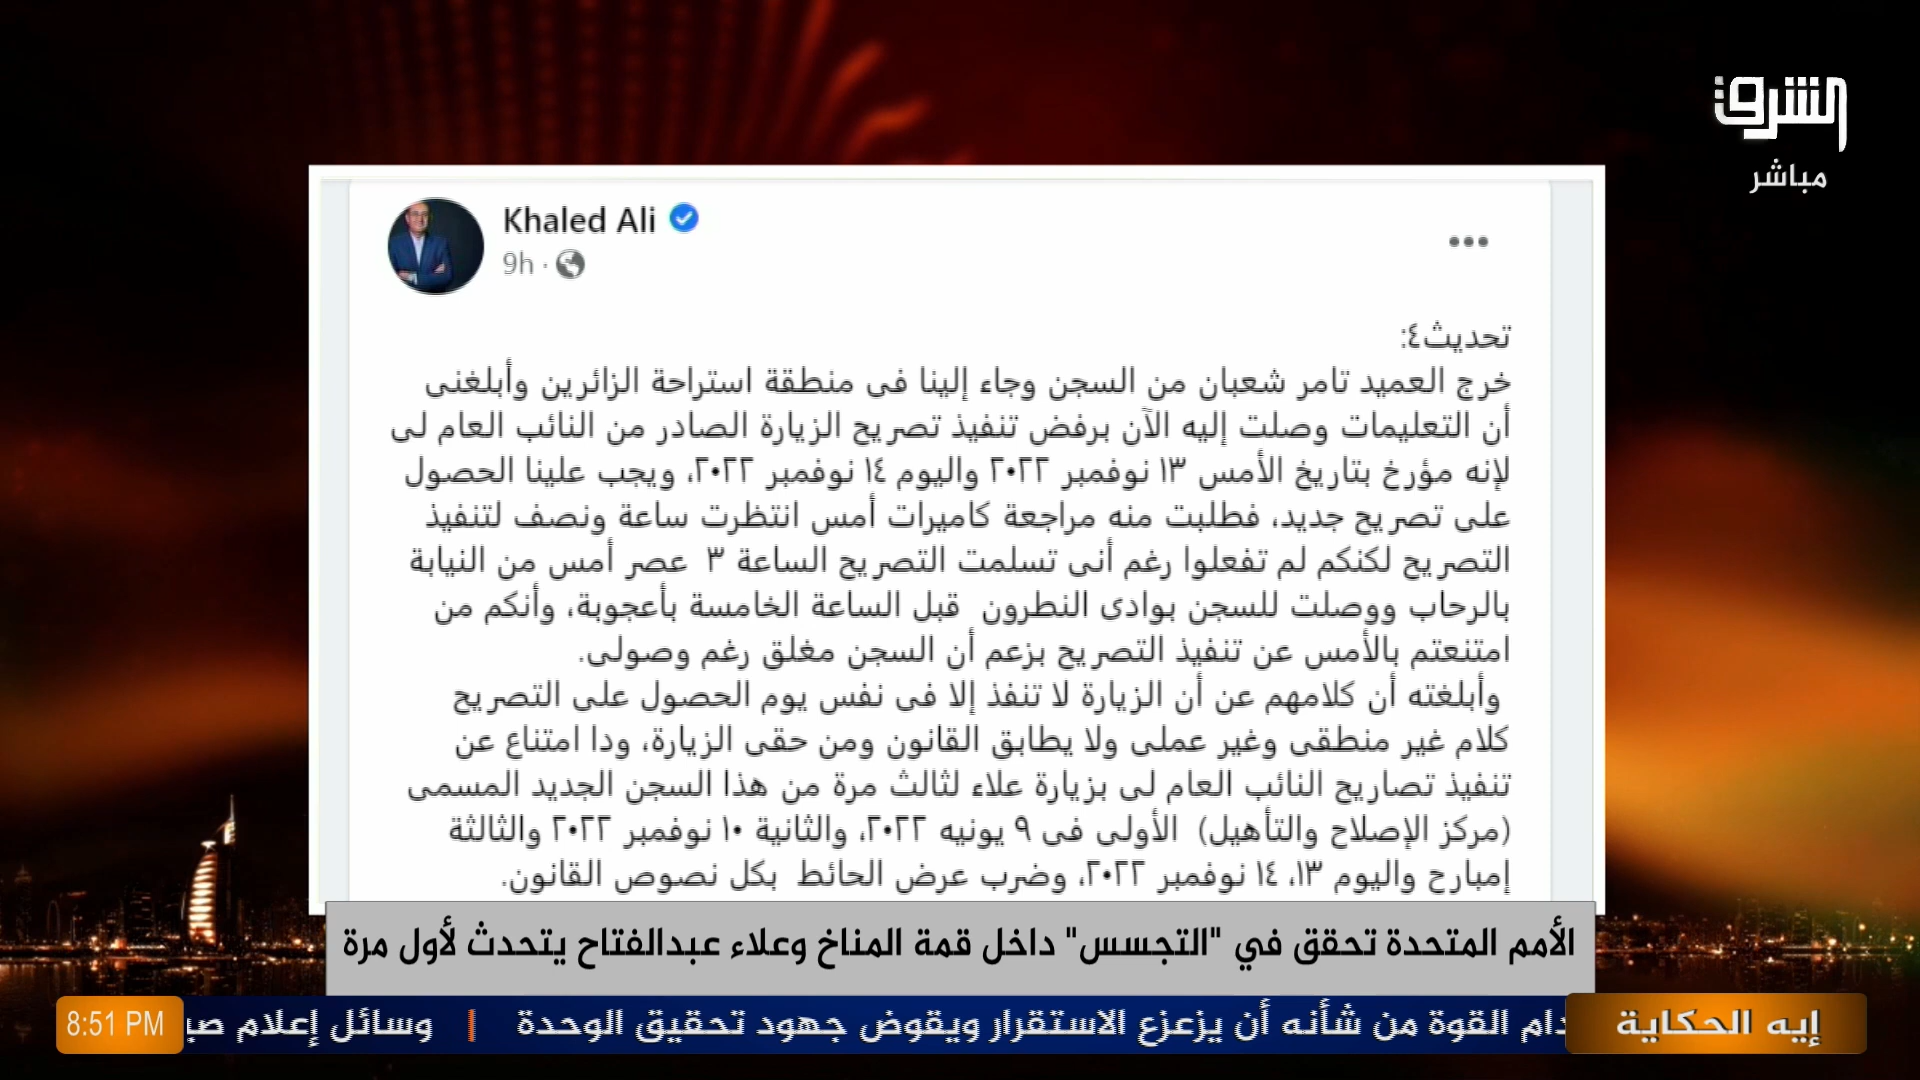 الشرق
مباشر
Khaled Ali
9h ·
تحديث٤:
خرج العميد تامر شعبان من السجن وجاء إلينا فى منطقة استراحة الزائرين وأبلغنى
أن التعليمات وصلت إليه الآن برفض تنفيذ تصريح الزيارة الصادر من النائب العام لى
لإنه مؤرخ بتاريخ الأمس ١٣ نوفمبر ٢٠٢٢ واليوم ١٤ نوفمبر ٢٠٢٢، ويجب علينا الحصول
على تصريح جديد، فطلبت منه مراجعة كاميرات أمس انتظرت ساعة ونصف لتنفيذ
التصريح لكنكم لم تفعلوا رغم أنى تسلمت التصريح الساعة ٣ عصر أمس من النيابة
بالرحاب ووصلت للسجن بوادى النطرون قبل الساعة الخامسة بأعجوبة، وأنكم من
امتنعتم بالأمس عن تنفيذ التصريح بزعم أن السجن مغلق رغم وصولى.
وأبلغته أن كلامهم عن أن الزيارة لا تنفذ إلا فى نفس يوم الحصول على التصريح
كلام غير منطقى وغير عملى ولا يطابق القانون ومن حقى الزيارة، ودا امتناع عن
تنفيذ تصاريح النائب العام لى بزيارة علاء لثالث مرة من هذا السجن الجديد المسمى
(مركز الإصلاح والتأهيل) الأولى فى ٩ يونيه ٢٠٢٢، والثانية ١٠ نوفمبر ٢٠٢٢ والثالثة
إمبارح واليوم ١٣، ١٤ نوفمبر ٢٠٢٢، وضرب عرض الحائط بكل نصوص القانون.
الأمم المتحدة تحقق في "التجسس" داخل قمة المناخ وعلاء عبدالفتاح يتحدث لأول مرة
إيه الحكاية
دام القوة من شأنه أن يزعزع الاستقرار ويقوض جهود تحقيق الوحدة | وسائل إعلام صي
8:51 PM